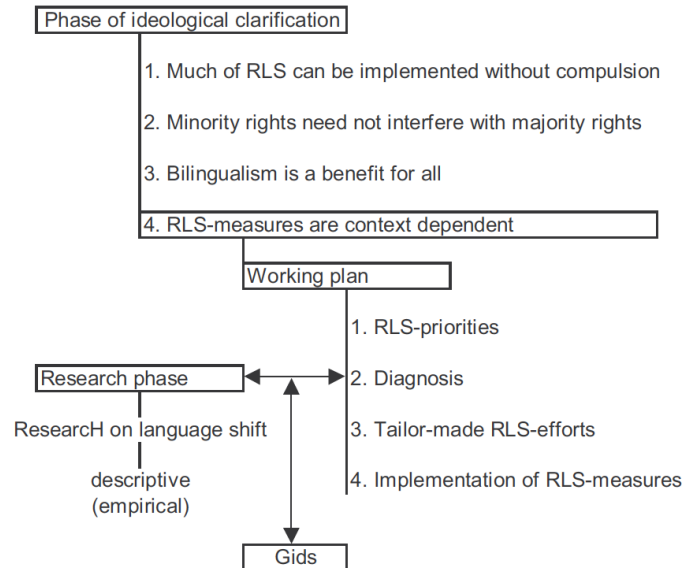 Phase of ideological clarification
1. Much of RLS can be implemented without compulsion
2. Minority rights need not interfere with majority rights
3. Bilingualism is a benefit for all
4. RLS-measures are context dependent
Working plan
1. RLS-priorities
Research phase
2. Diagnosis
ResearcH on language shift
3. Tailor-made RLS-efforts
descriptive
(empirical)
4. Implementation of RLS-measures
Gids